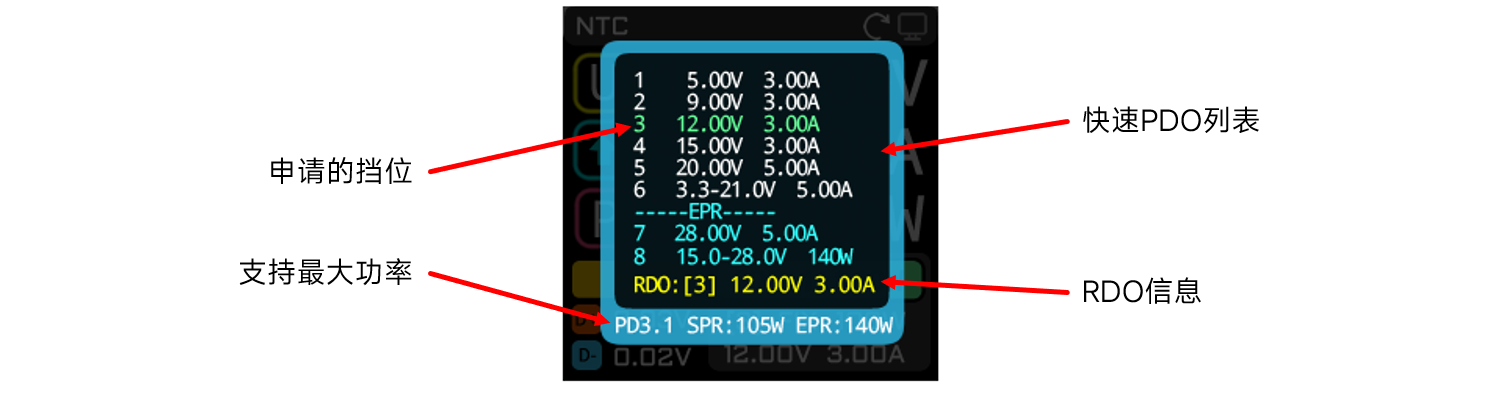 NTC
1 5.00V 3.00A
2 9.00V 3.00A
3 12.00V 3.00A
4 15.00V 3.00A
5 20.00V 5.00A
6 3.3-21.0V 5.00A
-----EPR-----
7 28.00V 5.00A
8 15.0-28.0V 140W
RDO:[3] 12.00V 3.00A
PD3.1 SPR:105W EPR:140W
D- 0.02V 12.00V 3.00A
申请的挡位
支持最大功率
快速PDO列表
RDO信息